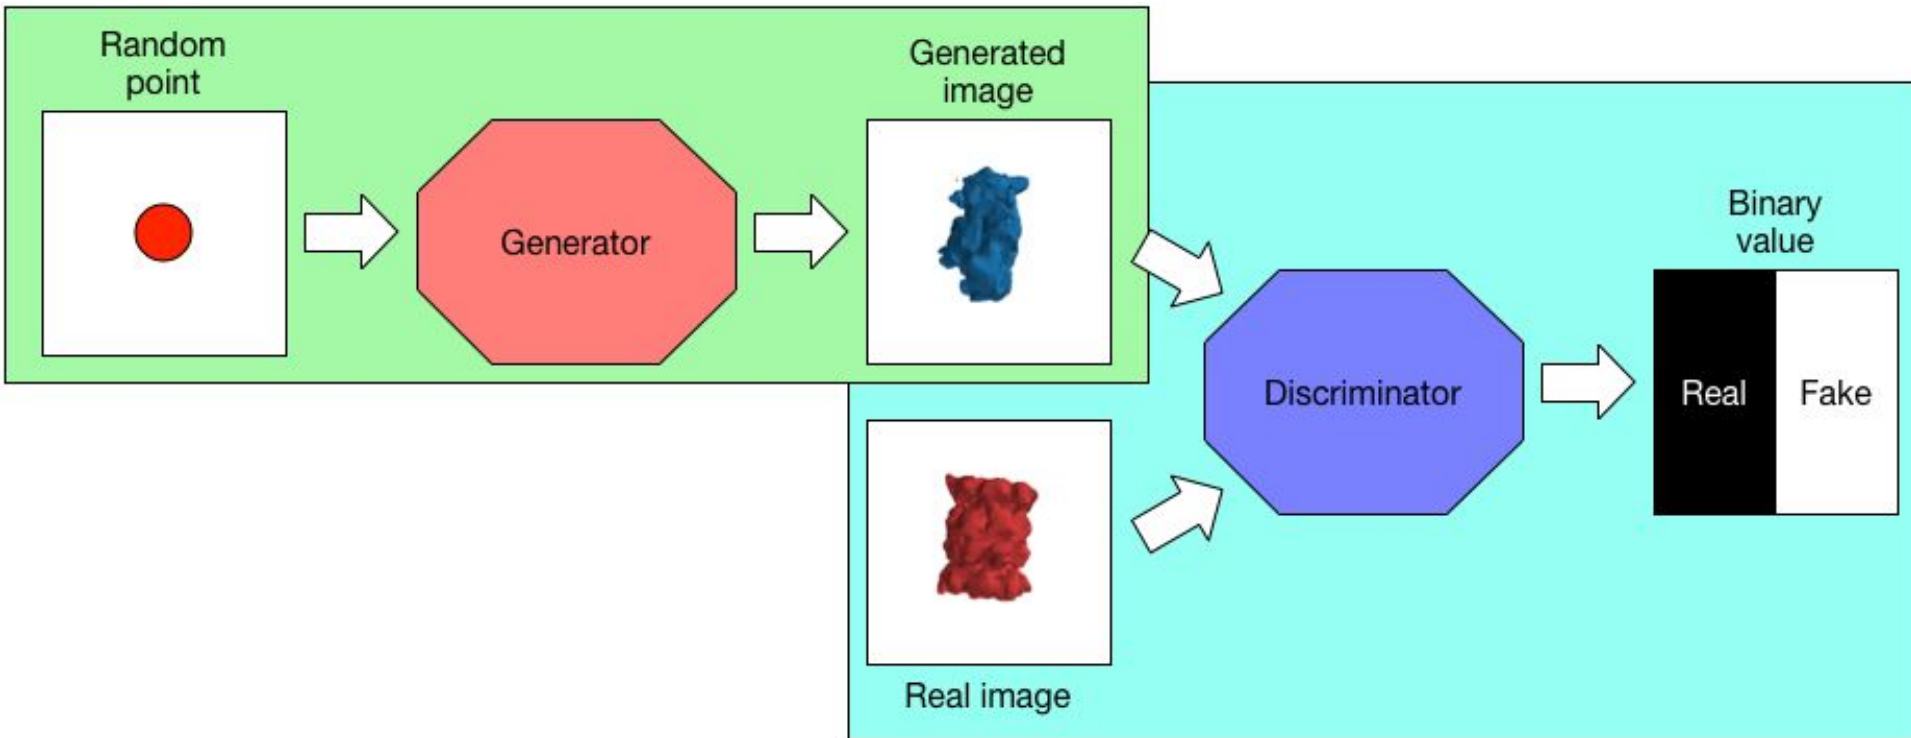 Random
point
Generator
Generated
image
Real image
Discriminator
Binary
value
Real
Fake